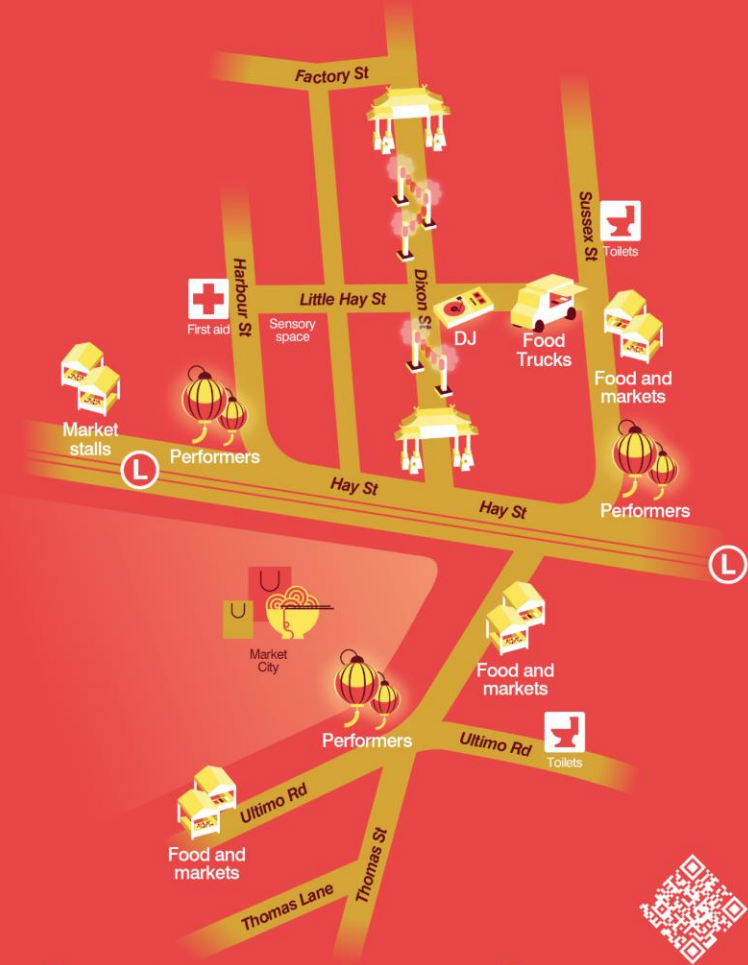 Factory St
Sussex St
Toilets
Harbour St
Little Hay St
Dixon St
First aid
Sensory
space
DJ
Food
Trucks
Food and
markets
Market
stalls
L
Performers
Hay St
Hay St
Performers
L
Market
City
Food and
markets
Performers
Ultimo Rd
Toilets
Ultimo Rd
Food and
markets
Thomas St
Thomas Lane